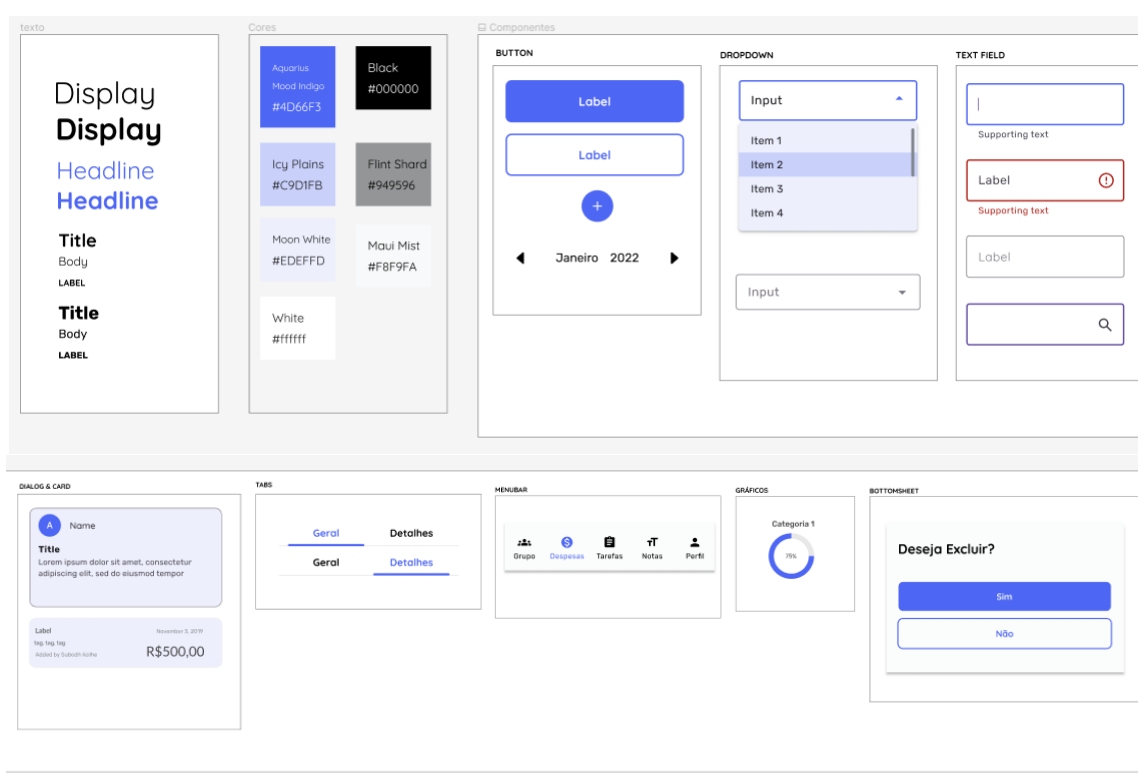 texto
Display
Display
Headline
Headline
Title
Body
LABEL
Title
Body
LABEL
Cores
Aquarius
Mood Indigo
#4D66F3
Black
#000000
Icy Plains
#C9D1FB
Flint Shard
#949596
Moon White
#EDEFFD
Maui Mist
#F8F9FA
White
#ffffff
Componentes
BUTTON
Label
Label
Janeiro 2022
DROPDOWN
Input
Item 1
Item 2
Item 3
Item 4
Input
TEXT FIELD
Supporting text
Label
Supporting text
Label
DIALOG & CARD
A Name
Title
Lorem ipsum dolor sit amet, consectetur
adipiscing elit, sed do eiusmod tempor
Label November 3, 2019
tag, tag, tag
Added by Subodh Kolhe
R$500,00
TABS
Geral Detalhes
Geral Detalhes
MENUBAR
Grupo Despesas Tarefas Notas Perfil
GRÁFICOS
Categoria 1
75%
BOTTOMSHEET
Deseja Excluir?
Sim
Não